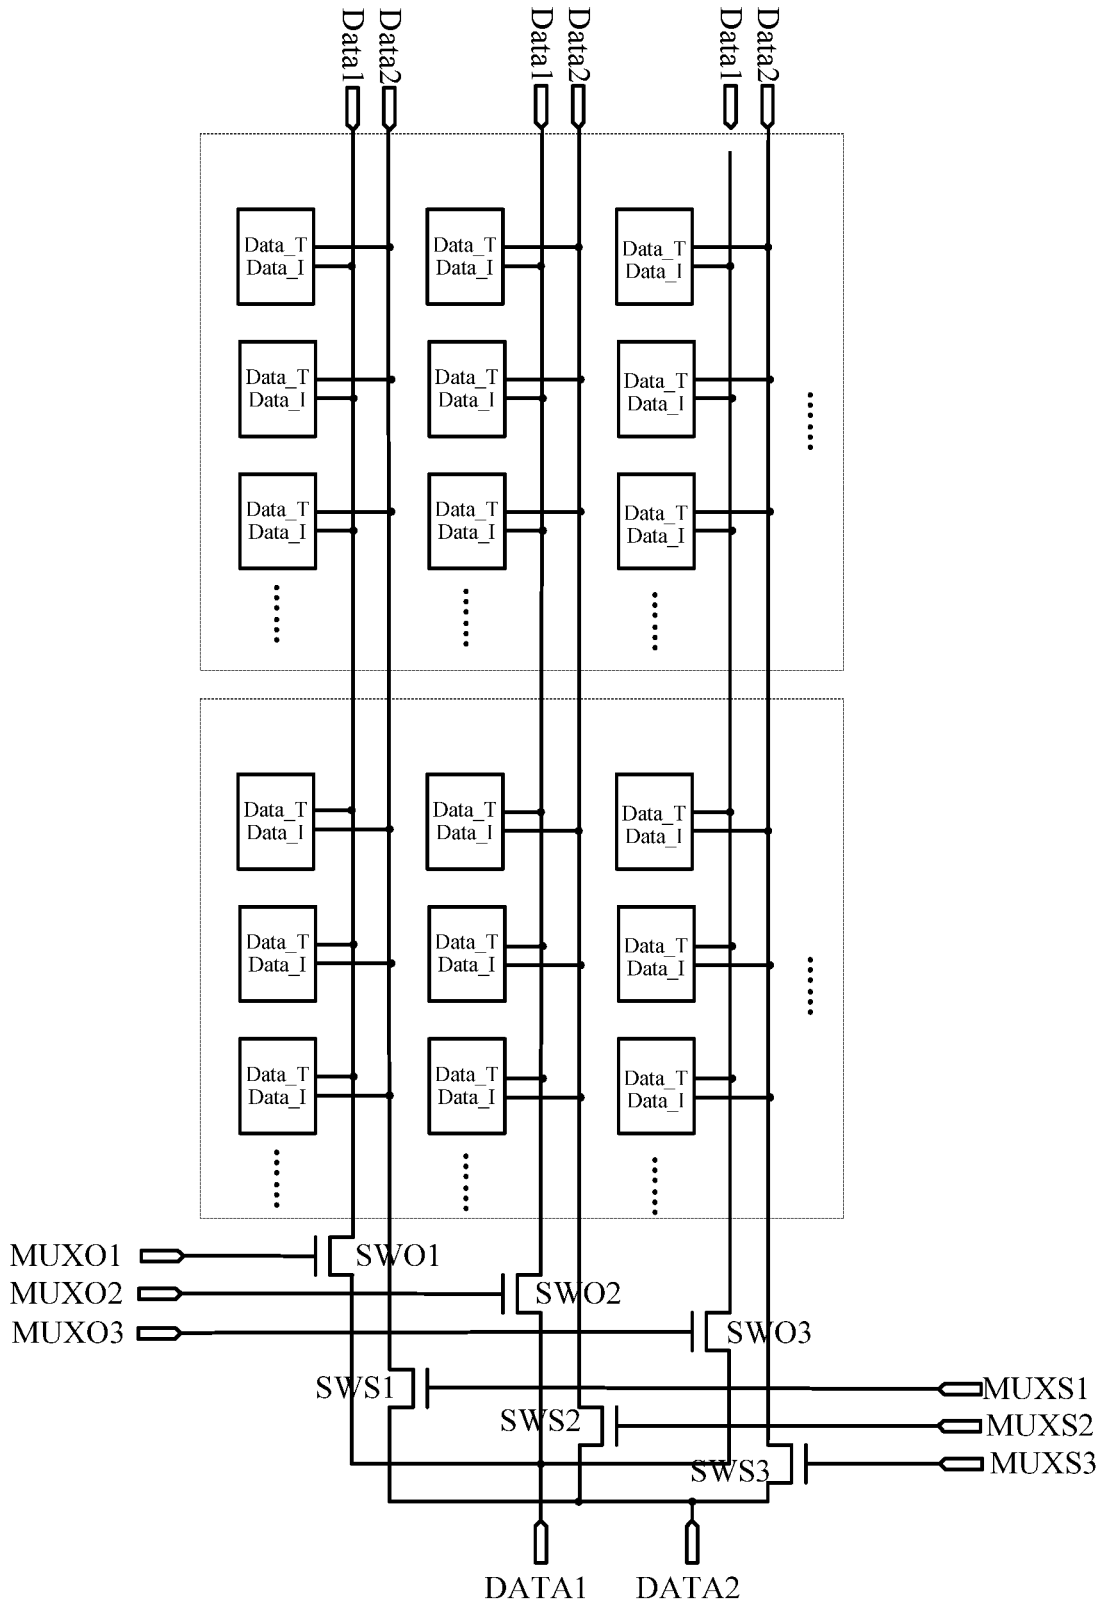 Data1
Data2
Data1
Data2
Data1
Data2
Data_T
Data_I
Data_T
Data_I
Data_T
Data_I
Data_T
Data_I
Data_T
Data_I
Data_T
Data_I
Data_T
Data_I
Data_T
Data_I
Data_T
Data_I
Data_T
Data_I
Data_T
Data_I
Data_T
Data_I
Data_T
Data_I
Data_T
Data_I
Data_T
Data_I
Data_T
Data_I
Data_T
Data_I
Data_T
Data_I
MUXO1
SWO1
MUXO2
SWO2
MUXO3
SWO3
SWS1
MUXS1
SWS2
MUXS2
SWS3
MUXS3
DATA1
DATA2